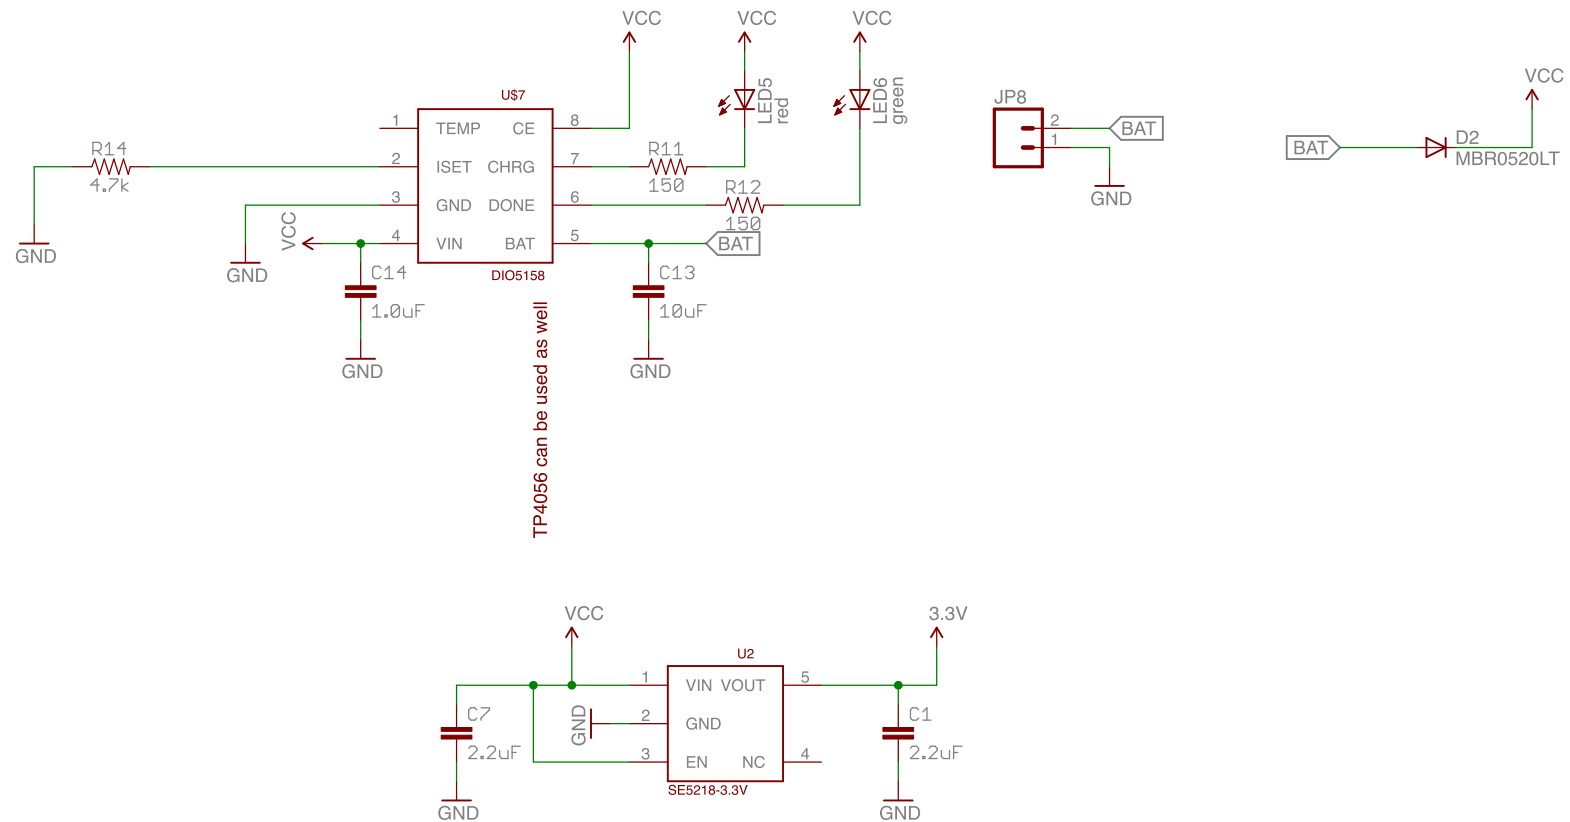 VCC
VCC
VCC
U$7
1
TEMP
CE
8
LED5
red
LED6
green
R14
4.7k
2
ISET
CHRG
7
R11
150
3
GND
DONE
6
R12
150
VCC
4
VIN
BAT
5
BAT
GND
GND
DIO5158
C14
1.0uF
C13
10uF
GND
GND
TP4056 can be used as well
JP8
2
BAT
1
GND
VCC
BAT
D2
MBR0520LT
VCC
3.3V
U2
1
VIN
VOUT
5
GND
2
GND
3
EN
NC
4
C7
2.2uF
C1
2.2uF
SE5218-3.3V
GND
GND